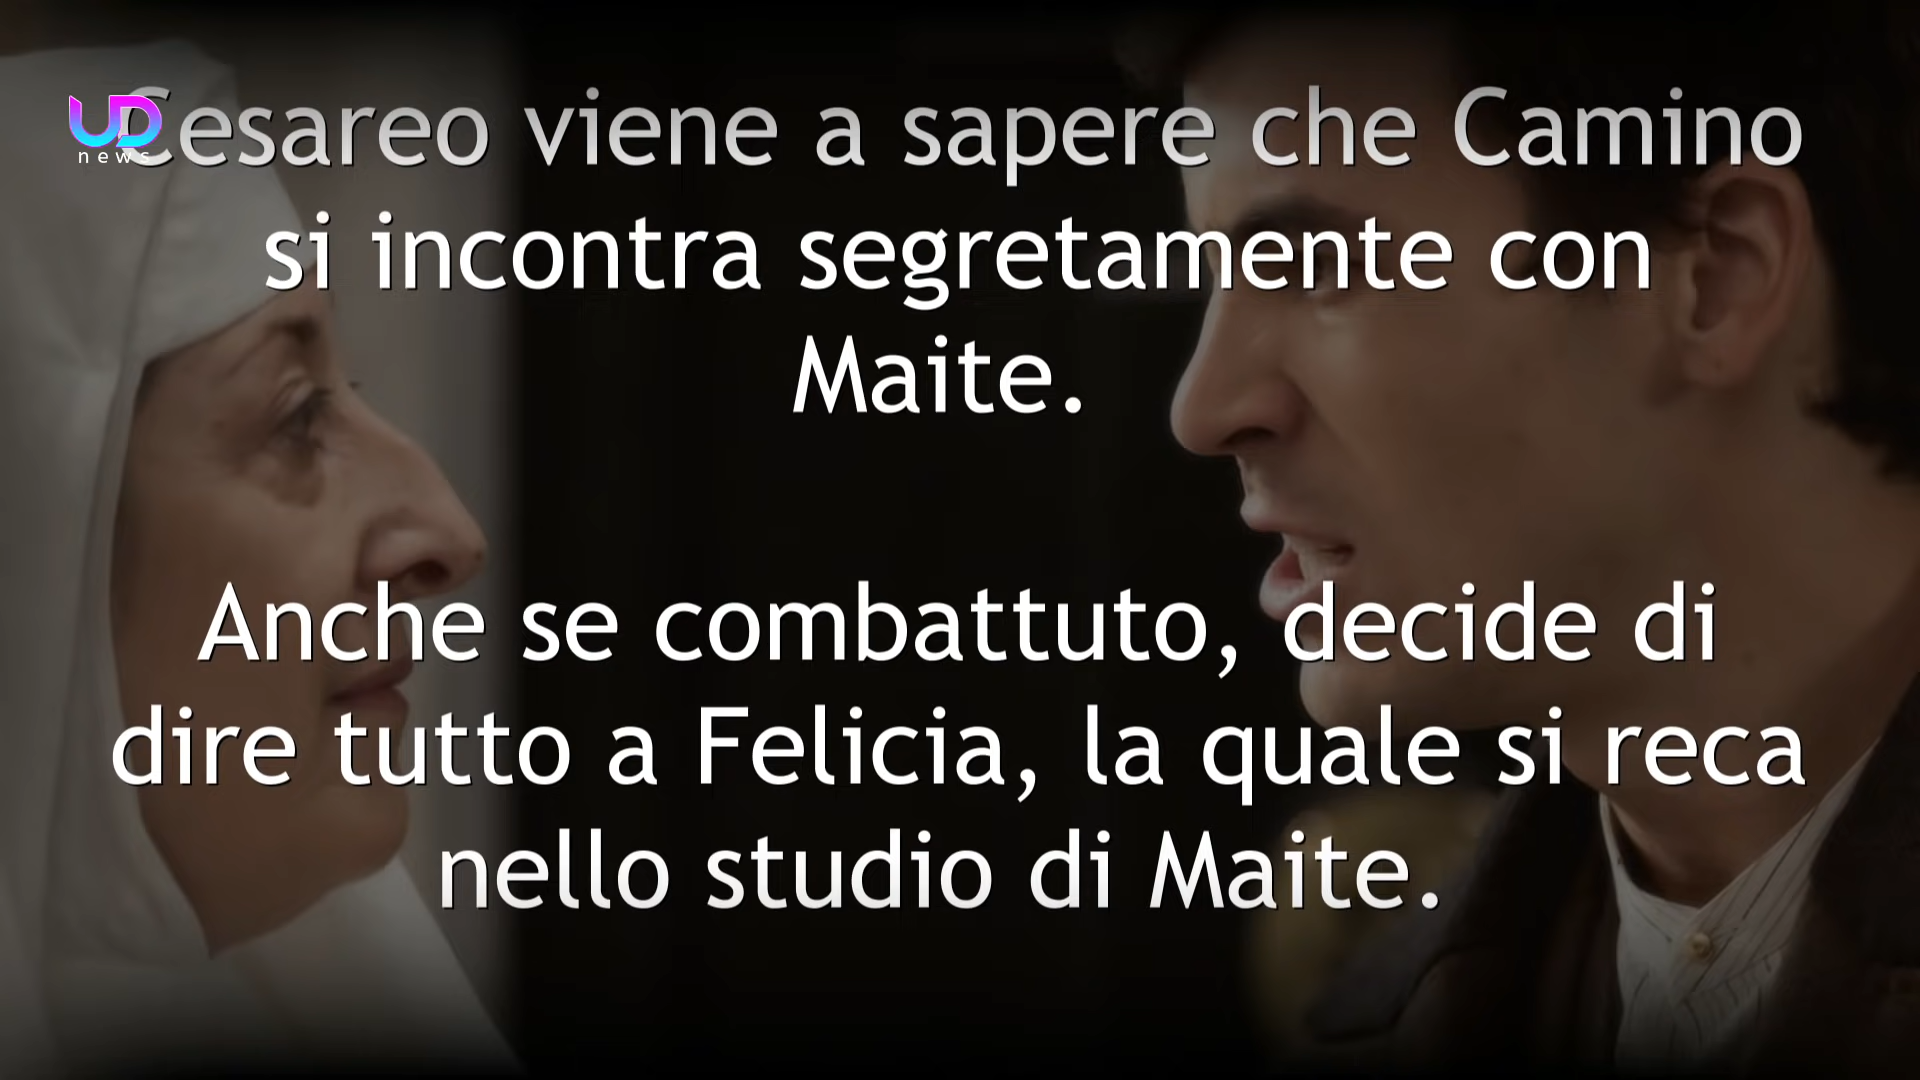 UD
news
Cesareo viene a sapere che Camino
si incontra segretamente con
Maite.
Anche se combattuto, decide di
dire tutto a Felicia, la quale si reca
nello studio di Maite.